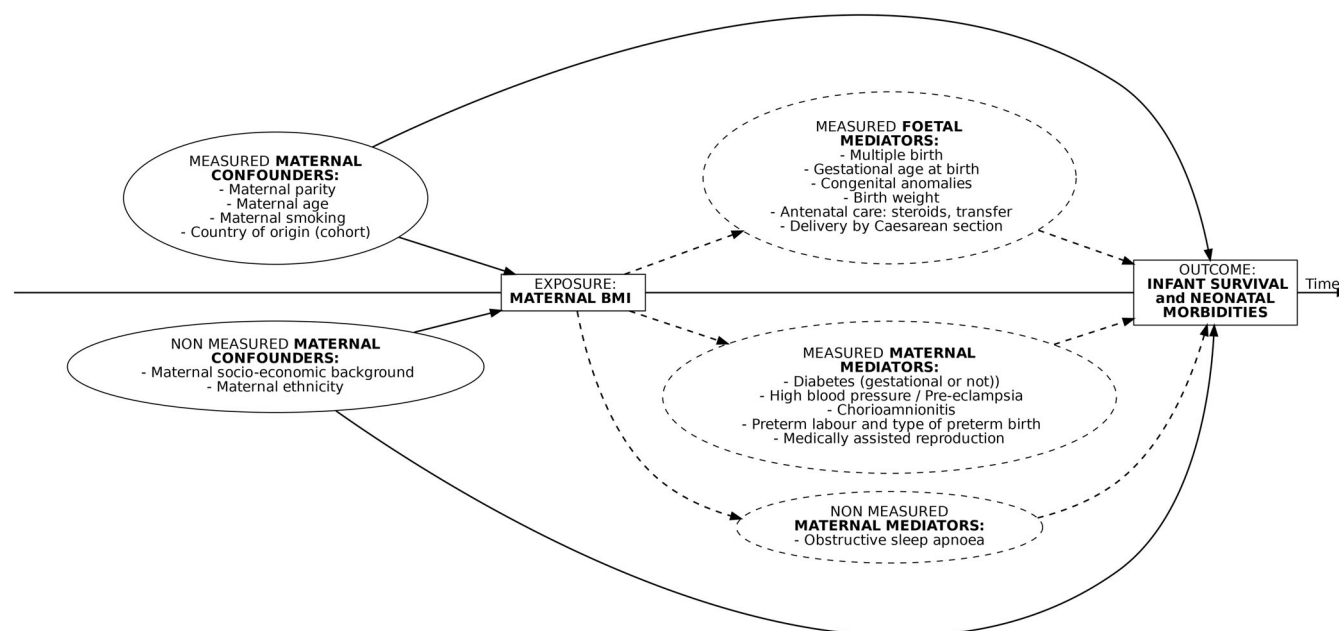 MEASURED MATERNAL
CONFOUNDERS:
- Maternal parity
- Maternal age
- Maternal smoking
- Country of origin (cohort)
NON MEASURED MATERNAL
CONFOUNDERS:
- Maternal socio-economic background
- Maternal ethnicity
EXPOSURE:
MATERNAL BMI
MEASURED FOETAL
MEDIATORS:
- Multiple birth
- Gestational age at birth
- Congenital anomalies
- Birth weight
- Antenatal care: steroids, transfer
- Delivery by Caesarean section
MEASURED MATERNAL
MEDIATORS:
- Diabetes (gestational or not))
- High blood pressure / Pre-eclampsia
- Chorioamnionitis
- Preterm labour and type of preterm birth
- Medically assisted reproduction
NON MEASURED
MATERNAL MEDIATORS:
- Obstructive sleep apnoea
OUTCOME:
INFANT SURVIVAL
and NEONATAL
MORBIDITIES
Time